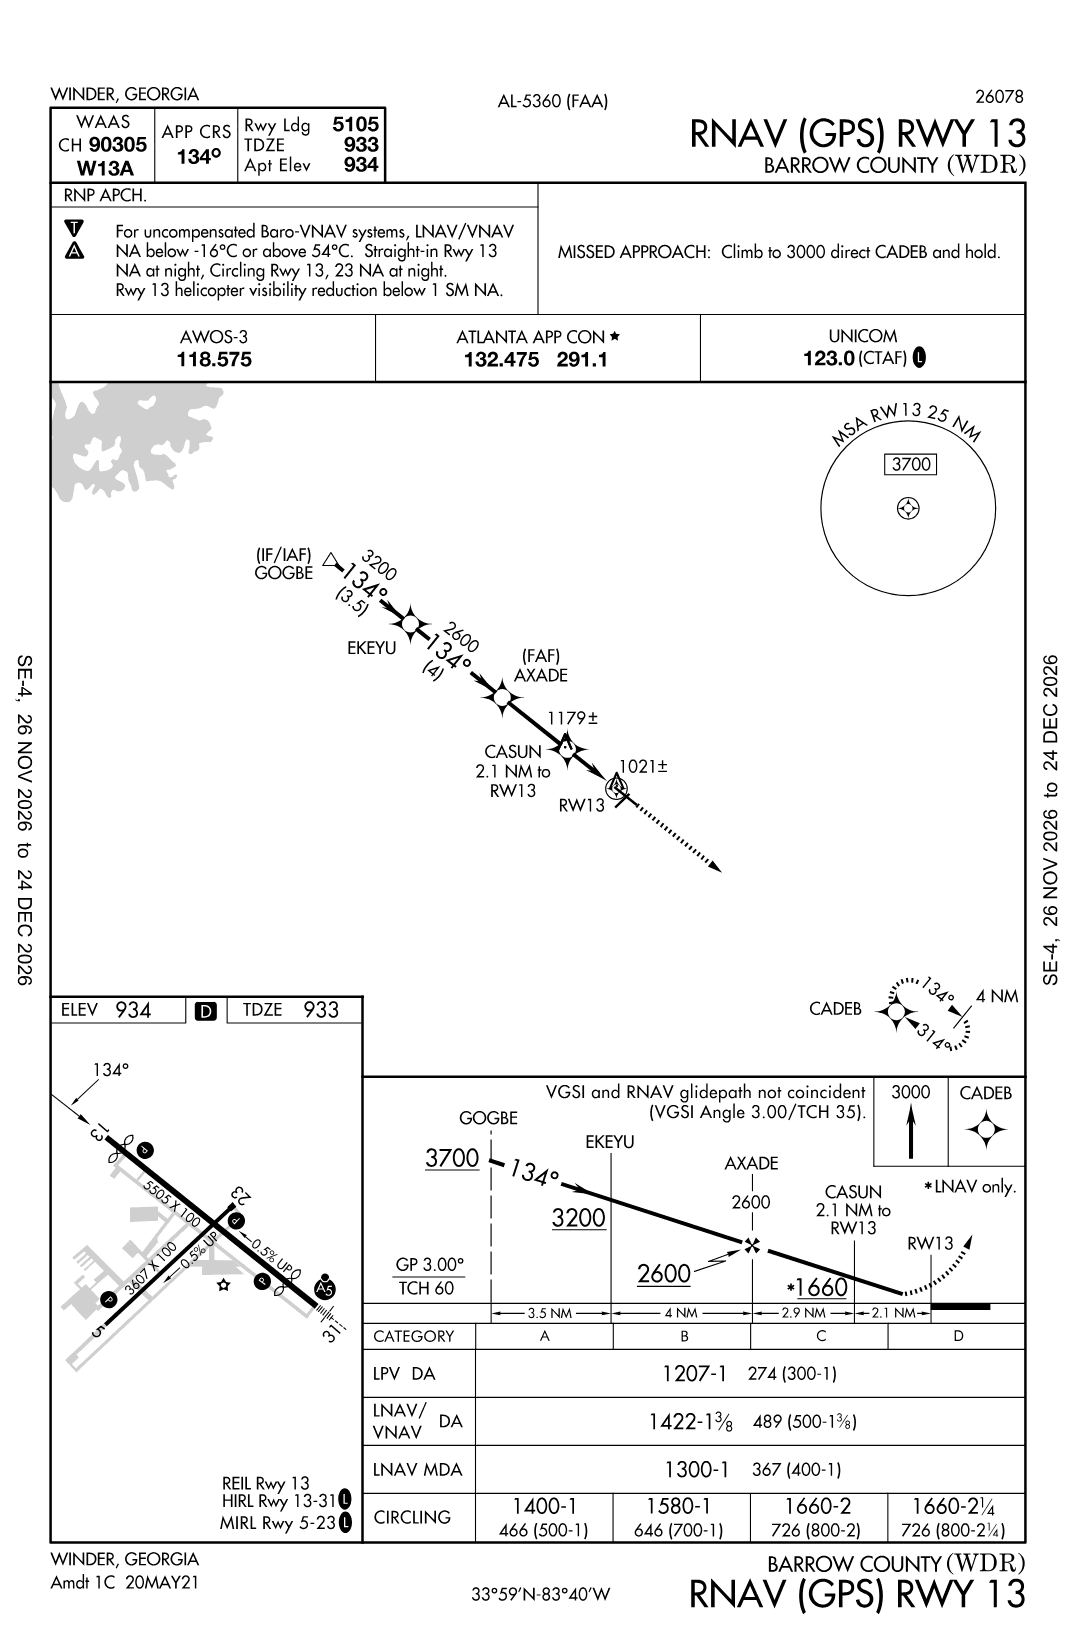 WINDER, GEORGIA
AL-5360 (FAA)
26078
WAAS
CH 90305
W13A
APP CRS
134°
Rwy Ldg 5105
TDZE 933
Apt Elev 934
RNAV (GPS) RWY 13
BARROW COUNTY (WDR)
RNP APCH.
T
A
For uncompensated Baro-VNAV systems, LNAV/VNAV
NA below -16°C or above 54°C. Straight-in Rwy 13
NA at night, Circling Rwy 13, 23 NA at night.
Rwy 13 helicopter visibility reduction below 1 SM NA.
MISSED APPROACH: Climb to 3000 direct CADEB and hold.
AWOS-3
118.575
ATLANTA APP CON ★
132.475 291.1
UNICOM
123.0 (CTAF) L
MSA RW13 25 NM
3700
(IF/IAF)
GOGBE
3200
134°
(3.5)
EKEYU
2600
134°
(4)
(FAF)
AXADE
1179±
CASUN
2.1 NM to
RW13
1021±
RW13
CADEB
134°
4 NM
314°
SE-4, 26 NOV 2026 to 24 DEC 2026
SE-4, 26 NOV 2026 to 24 DEC 2026
ELEV 934
D
TDZE 933
134°
13
P
5505 X 100
23
P
0.5% UP
3607 X 100
0.5% UP
P
P
A5
5
31
REIL Rwy 13
HIRL Rwy 13-31 L
MIRL Rwy 5-23 L
VGSI and RNAV glidepath not coincident
(VGSI Angle 3.00/TCH 35).
3000
CADEB
GOGBE
3700
134°
EKEYU
3200
AXADE
2600
2600
CASUN
2.1 NM to
RW13
*LNAV only.
RW13
*1660
GP 3.00°
TCH 60
3.5 NM
4 NM
2.9 NM
2.1 NM
CATEGORY A B C D
LPV DA 1207-1 274 (300-1)
LNAV/VNAV DA 1422-1⅜ 489 (500-1⅜)
LNAV MDA 1300-1 367 (400-1)
CIRCLING 1400-1 1580-1 1660-2 1660-2¼
466 (500-1) 646 (700-1) 726 (800-2) 726 (800-2¼)
WINDER, GEORGIA
Amdt 1C 20MAY21
33°59'N-83°40'W
BARROW COUNTY (WDR)
RNAV (GPS) RWY 13